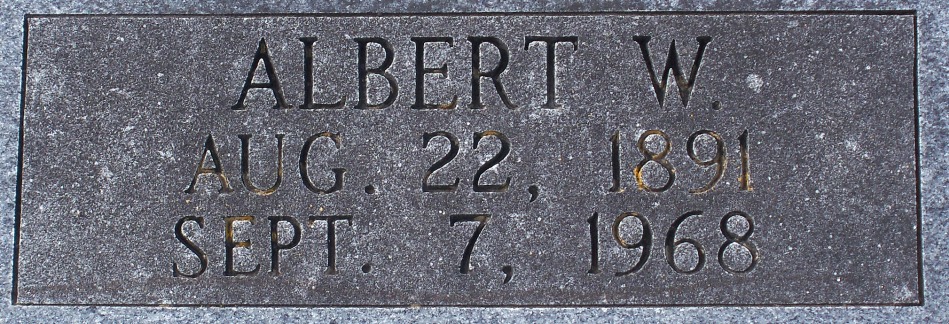 ALBERT W.
AUG. 22, 1891
SEPT. 7, 1968